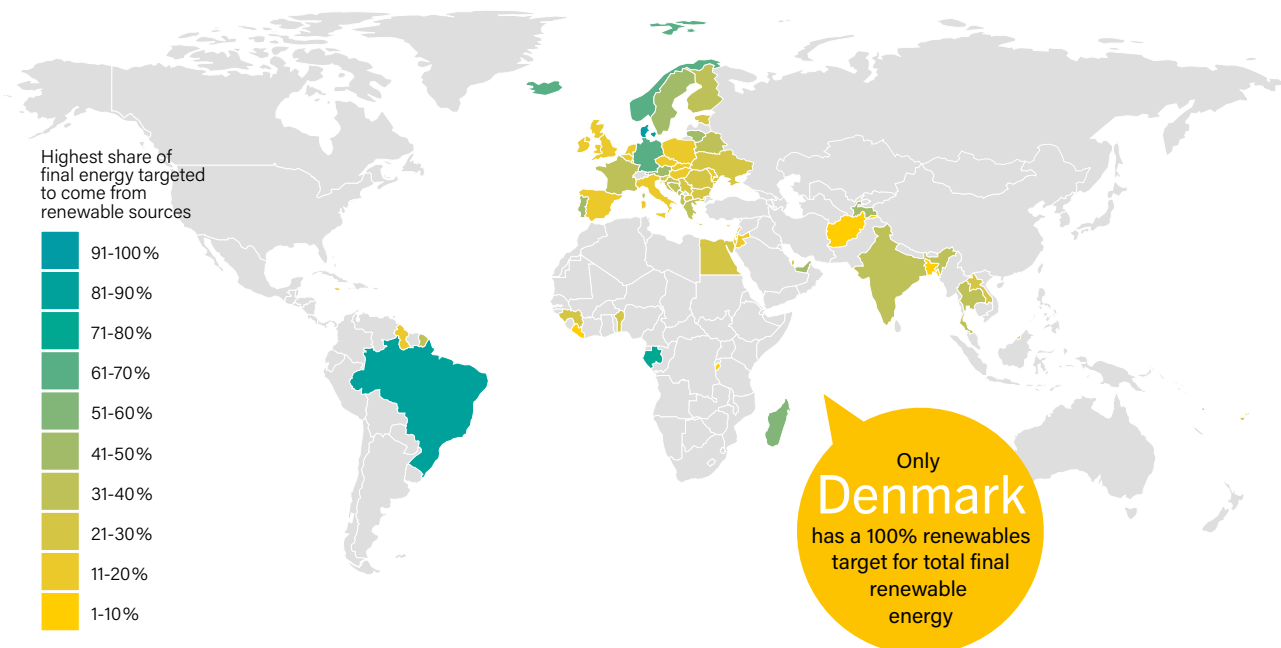 Highest share of
final energy targeted
to come from
renewable sources
91-100%
81-90%
71-80%
61-70%
51-60%
41-50%
31-40%
21-30%
11-20%
1-10%
Only
Denmark
has a 100% renewables
target for total final
renewable
energy